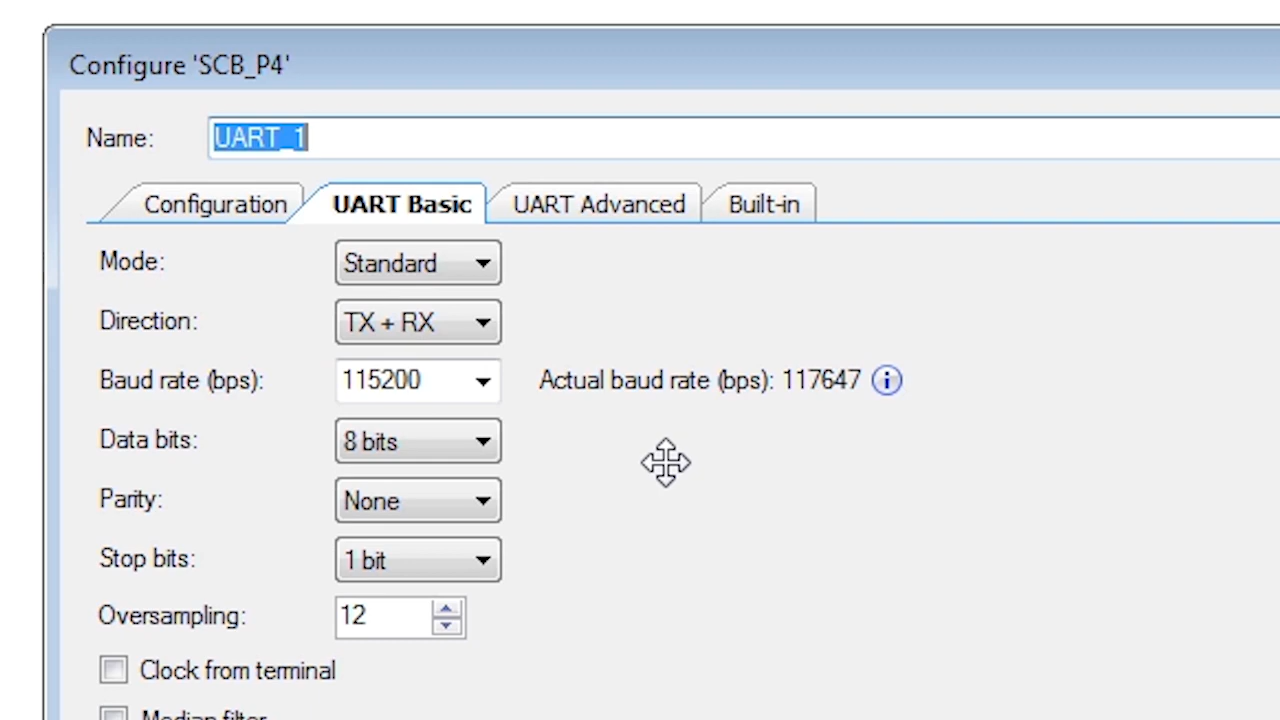 Configure 'SCB_P4'
Name: UART_1
Configuration UART Basic UART Advanced Built-in
Mode: Standard
Direction: TX + RX
Baud rate (bps): 115200 Actual baud rate (bps): 117647
Data bits: 8 bits
Parity: None
Stop bits: 1 bit
Oversampling: 12
Clock from terminal
Median filter